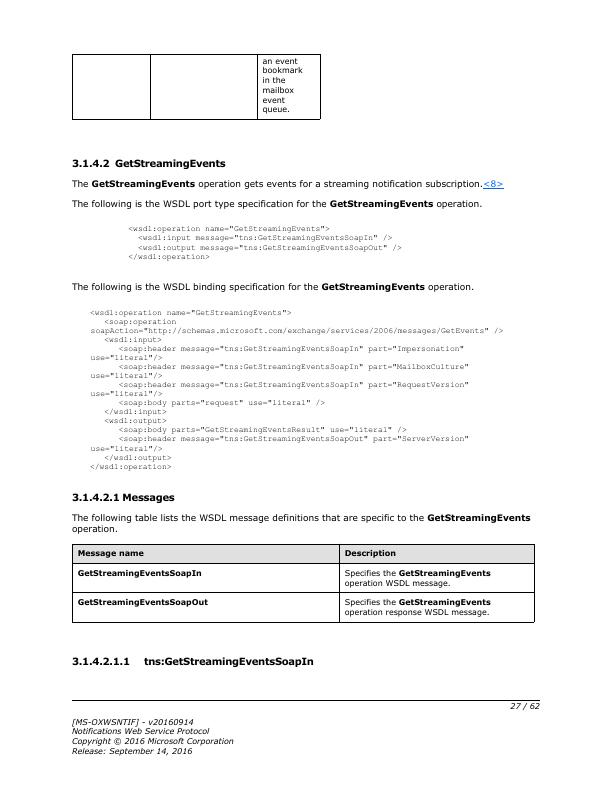 an event
bookmark
in the
mailbox
event
queue.
3.1.4.2 GetStreamingEvents
The GetStreamingEvents operation gets events for a streaming notification subscription.<8>
The following is the WSDL port type specification for the GetStreamingEvents operation.
<wsdl:operation name="GetStreamingEvents">
<wsdl:input message="tns:GetStreamingEventsSoapIn" />
<wsdl:output message="tns:GetStreamingEventsSoapOut" />
</wsdl:operation>
The following is the WSDL binding specification for the GetStreamingEvents operation.
<wsdl:operation name="GetStreamingEvents">
<soap:operation
soapAction="http://schemas.microsoft.com/exchange/services/2006/messages/GetEvents" />
<wsdl:input>
<soap:header message="tns:GetStreamingEventsSoapIn" part="Impersonation"
use="literal"/>
<soap:header message="tns:GetStreamingEventsSoapIn" part="MailboxCulture"
use="literal"/>
<soap:header message="tns:GetStreamingEventsSoapIn" part="RequestVersion"
use="literal"/>
<soap:body parts="request" use="literal" />
</wsdl:input>
<wsdl:output>
<soap:body parts="GetStreamingEventsResult" use="literal" />
<soap:header message="tns:GetStreamingEventsSoapOut" part="ServerVersion"
use="literal"/>
</wsdl:output>
</wsdl:operation>
3.1.4.2.1 Messages
The following table lists the WSDL message definitions that are specific to the GetStreamingEvents
operation.
Message name Description
GetStreamingEventsSoapIn Specifies the GetStreamingEvents
operation WSDL message.
GetStreamingEventsSoapOut Specifies the GetStreamingEvents
operation response WSDL message.
3.1.4.2.1.1 tns:GetStreamingEventsSoapIn
27 / 62
[MS-OXWSNTIF] - v20160914
Notifications Web Service Protocol
Copyright © 2016 Microsoft Corporation
Release: September 14, 2016